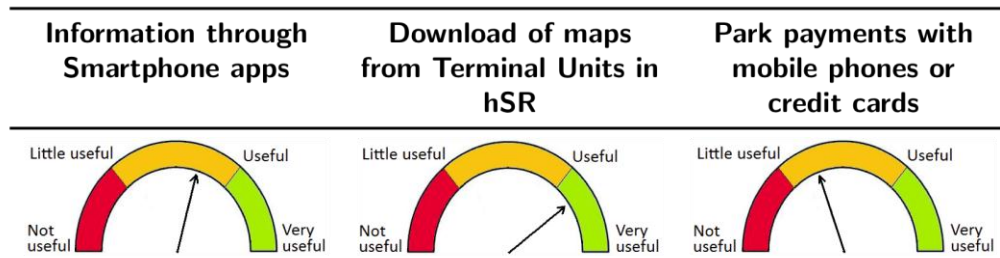 Information through
Smartphone apps
Download of maps
from Terminal Units in
hSR
Park payments with
mobile phones or
credit cards
Little useful
Useful
Not
useful
Very
useful
Little useful
Useful
Not
useful
Very
useful
Little useful
Useful
Not
useful
Very
useful